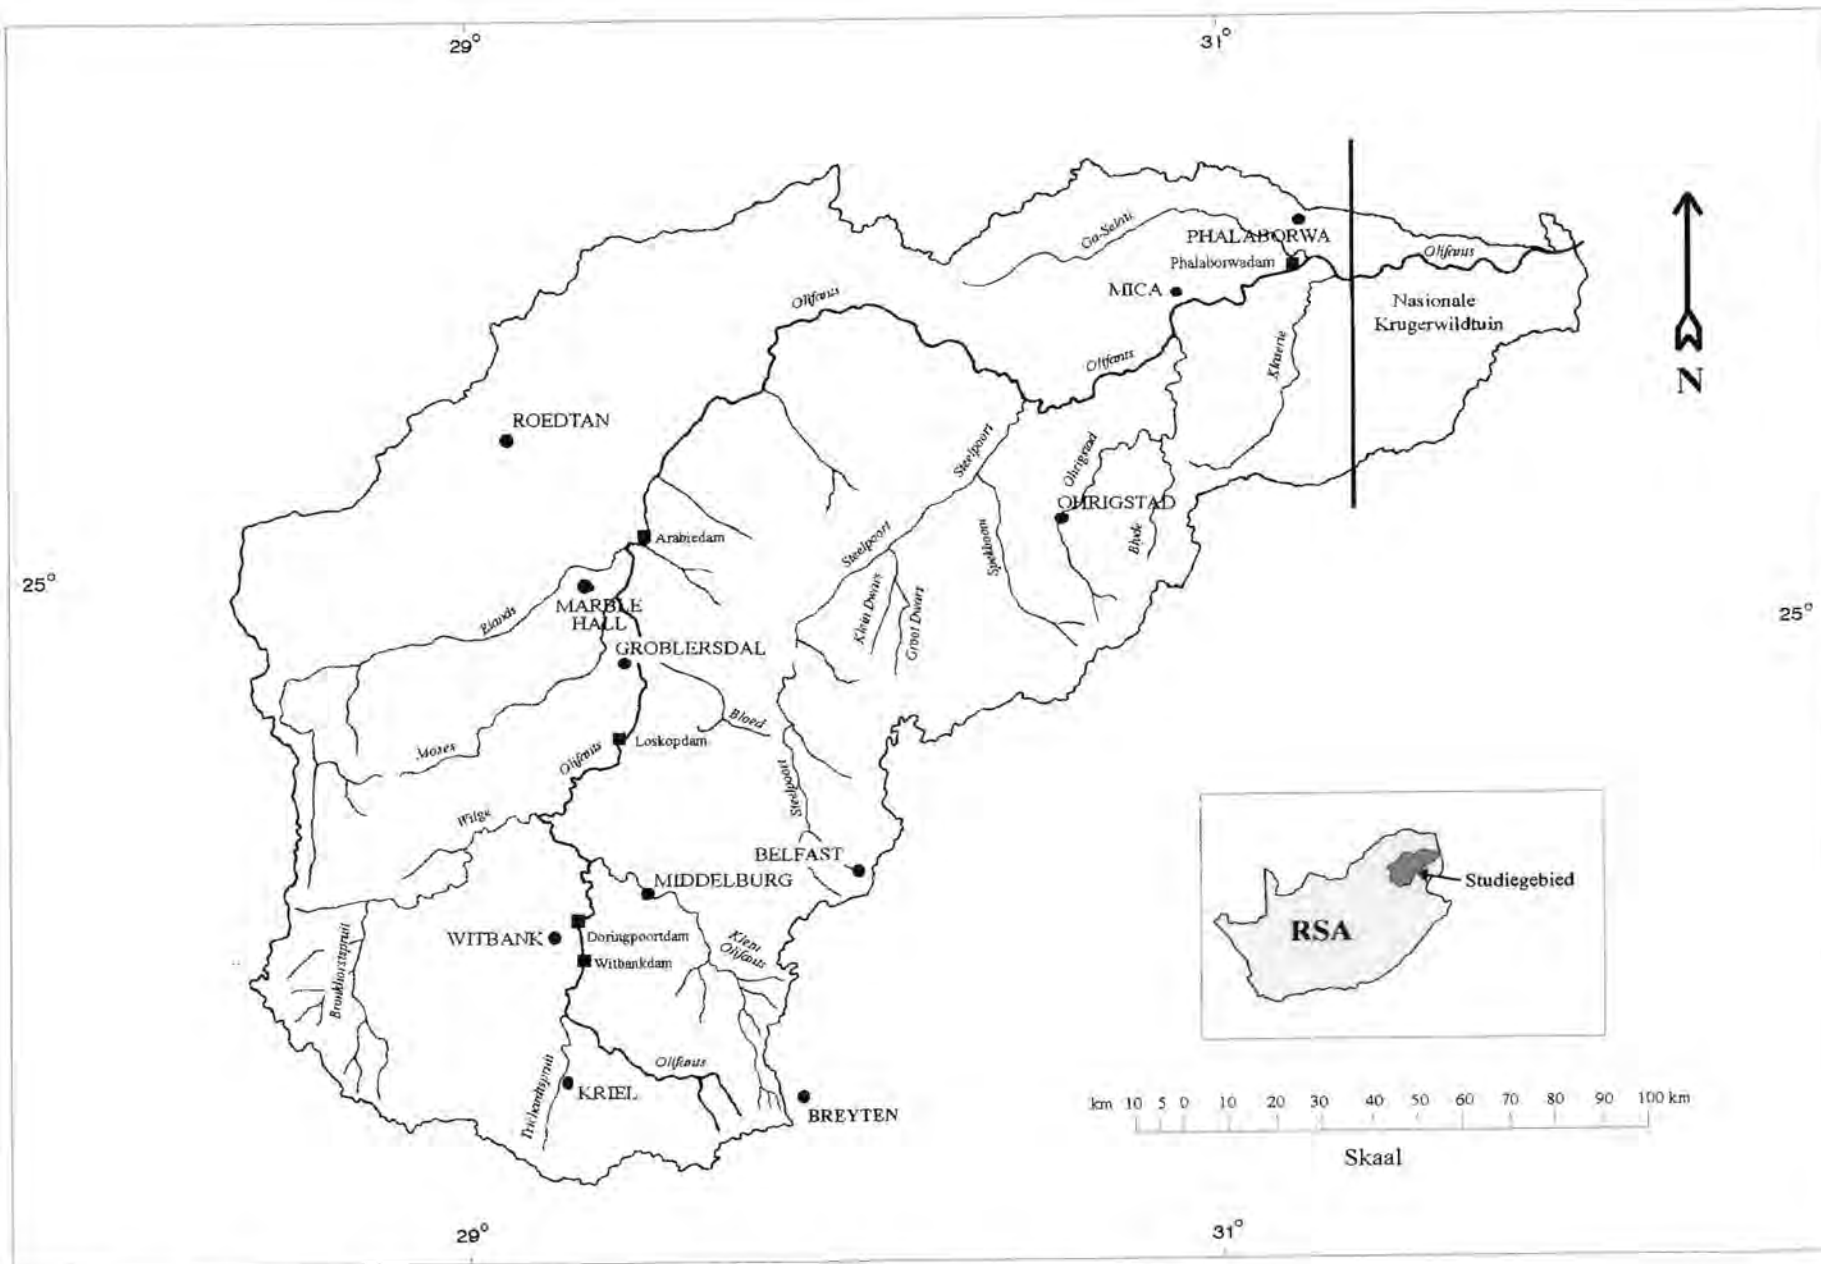 29°
31°
Ga-Selati
PHALABORWA
Phalaborwadam
Olifants
MICA
Nasionale
Krugerwildtuin
Olifants
Olifants
Klaserie
N
ROEDTAN
Steelpoort
Ohrigstad
OHRIGSTAD
Arabiedam
Steelpoort
Spekboom
Blyde
25°
25°
MARBLE
HALL
Elands
Klein Dwars
Groot Dwars
GROBLERSDAL
Bloed
Moses
Olifants
Loskopdam
Steelpoort
Wilge
BELFAST
MIDDELBURG
Studiegebied
RSA
WITBANK
Doringpoortdam
Witbankdam
Klein
Olifants
Bronkhorstspruit
Olifants
Trichardtspruit
KRIEL
BREYTEN
km 10 5 0 10 20 30 40 50 60 70 80 90 100 km
Skaal
29°
31°